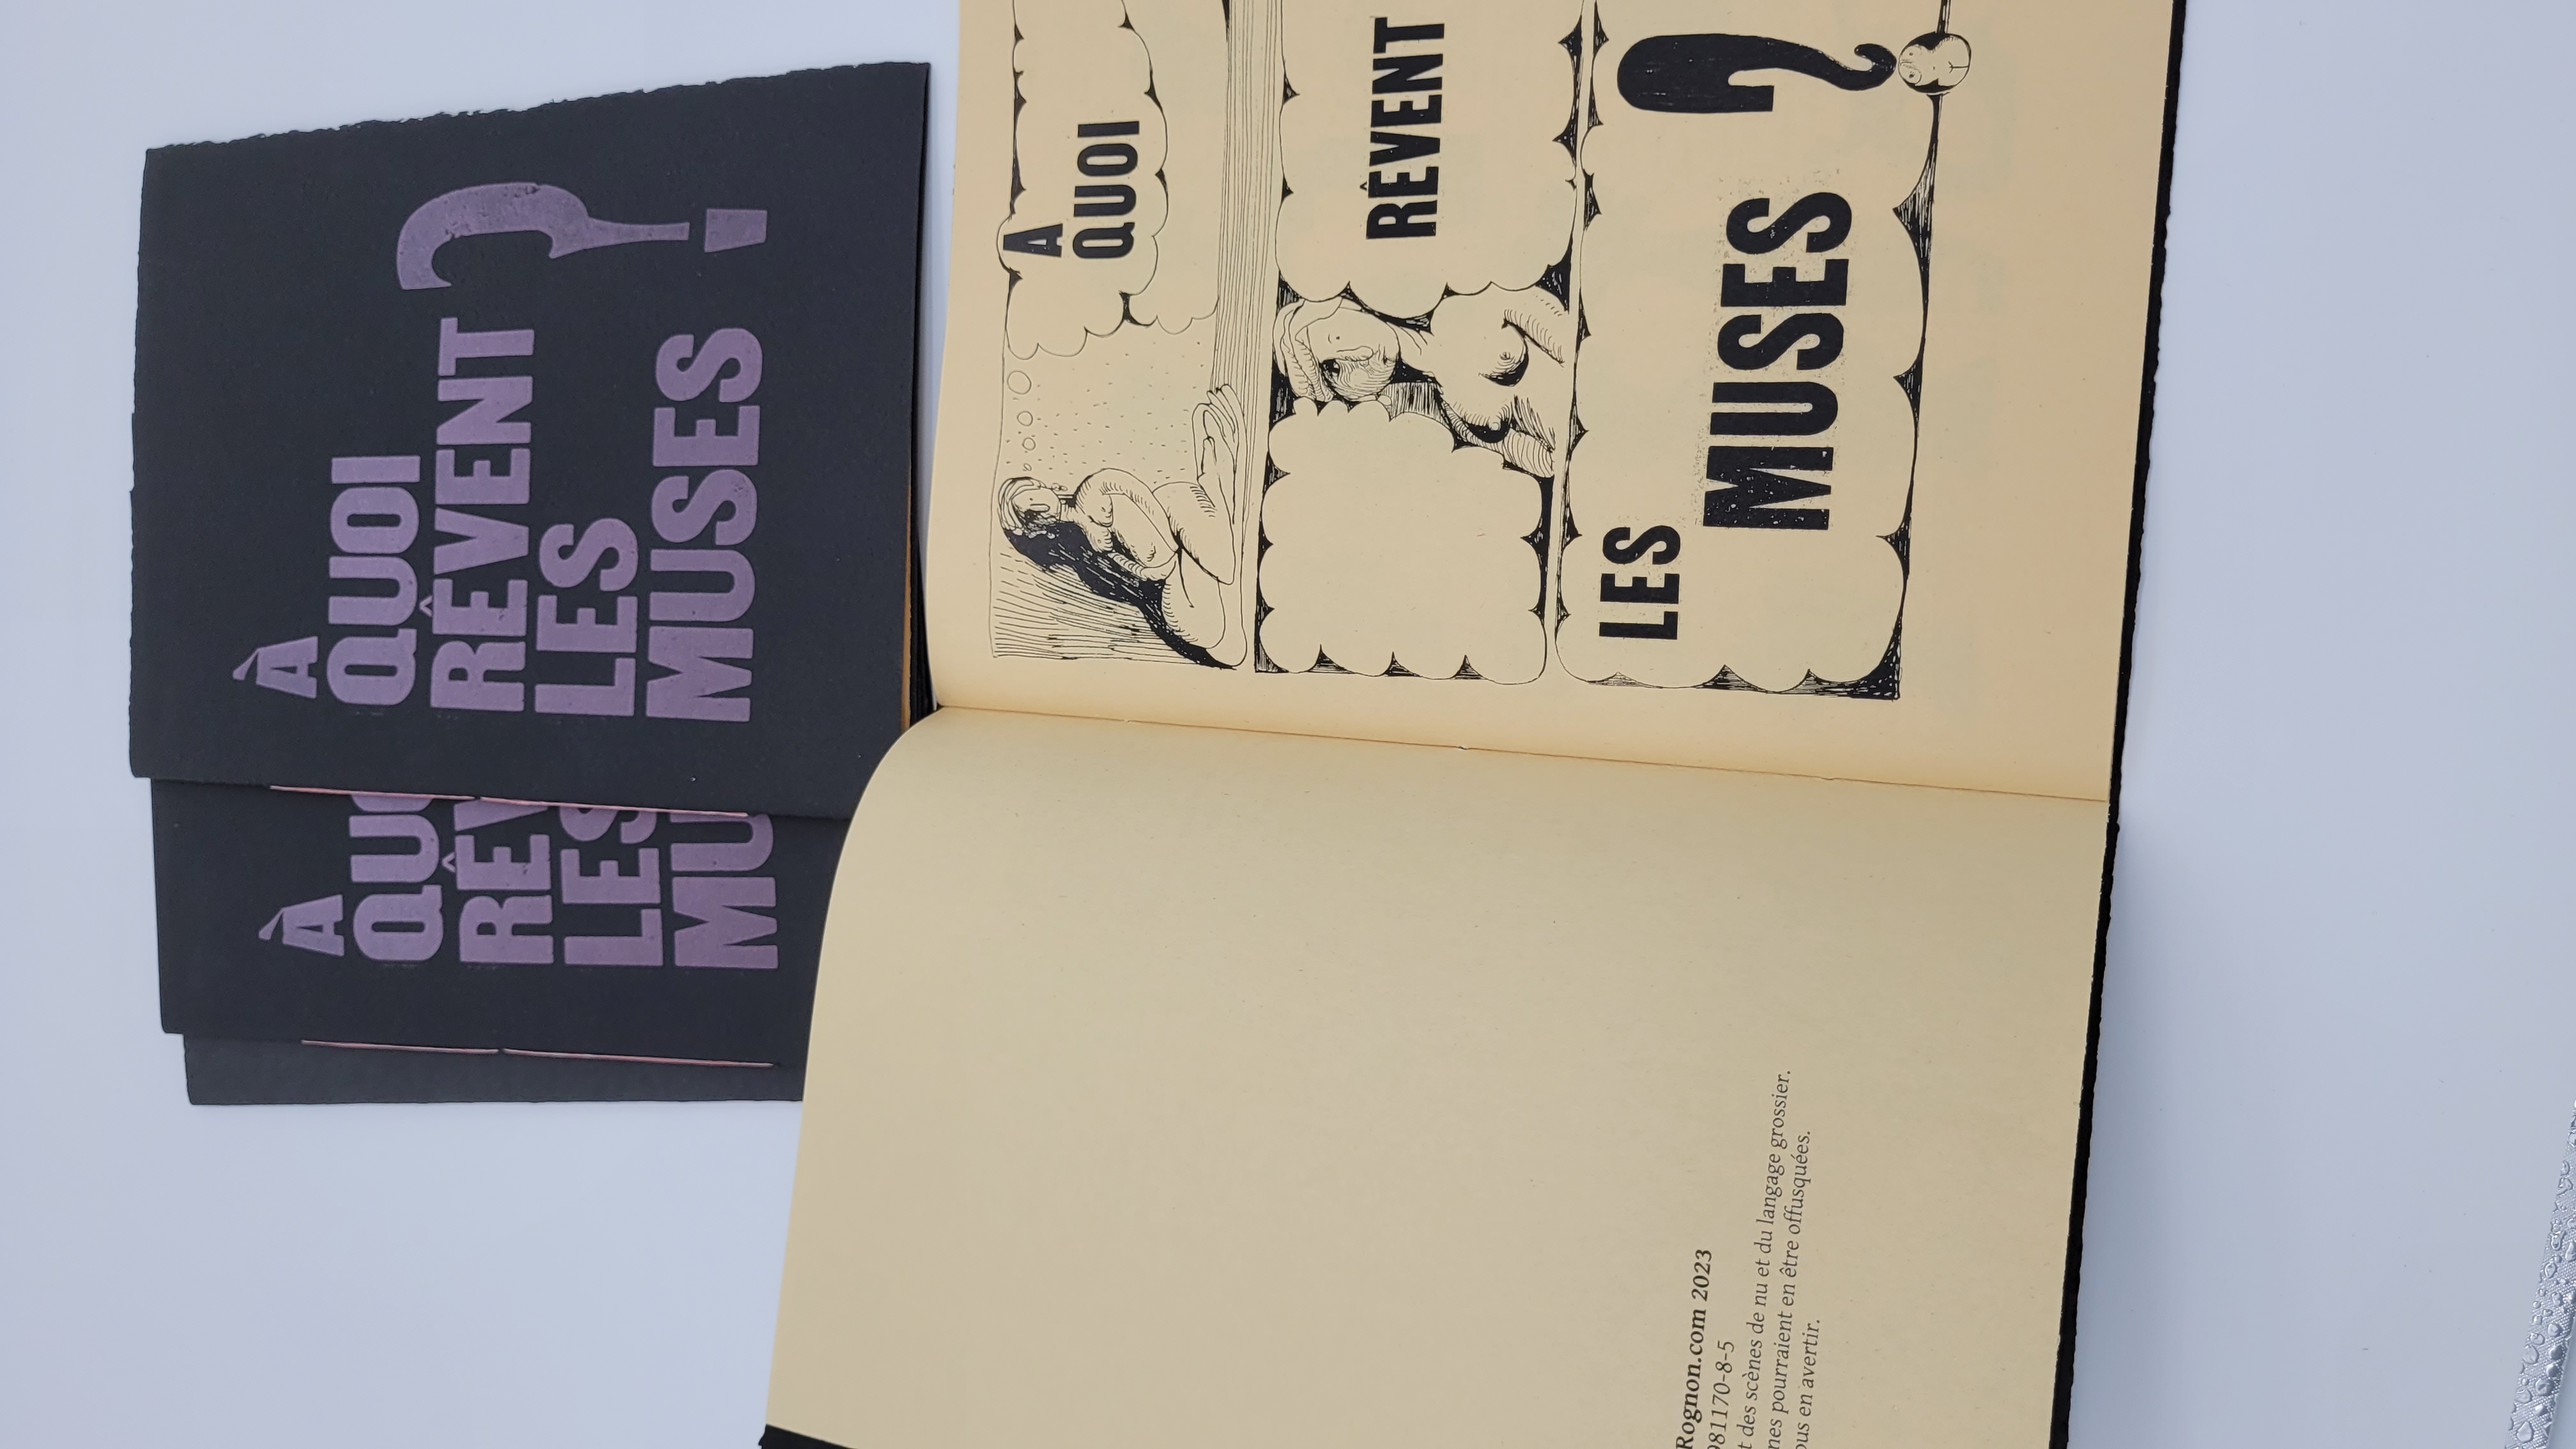 À
QUOI
RÊVENT
LES
MUSES ?
À
QUO
RÊV
LES
MU
À
QUOI
RÊVENT
LES
MUSES ?
Rognon.com 2023
981170-8-5
t des scènes de nu et du langage grossier.
nes pourraient en être offusquées.
ous en avertir.